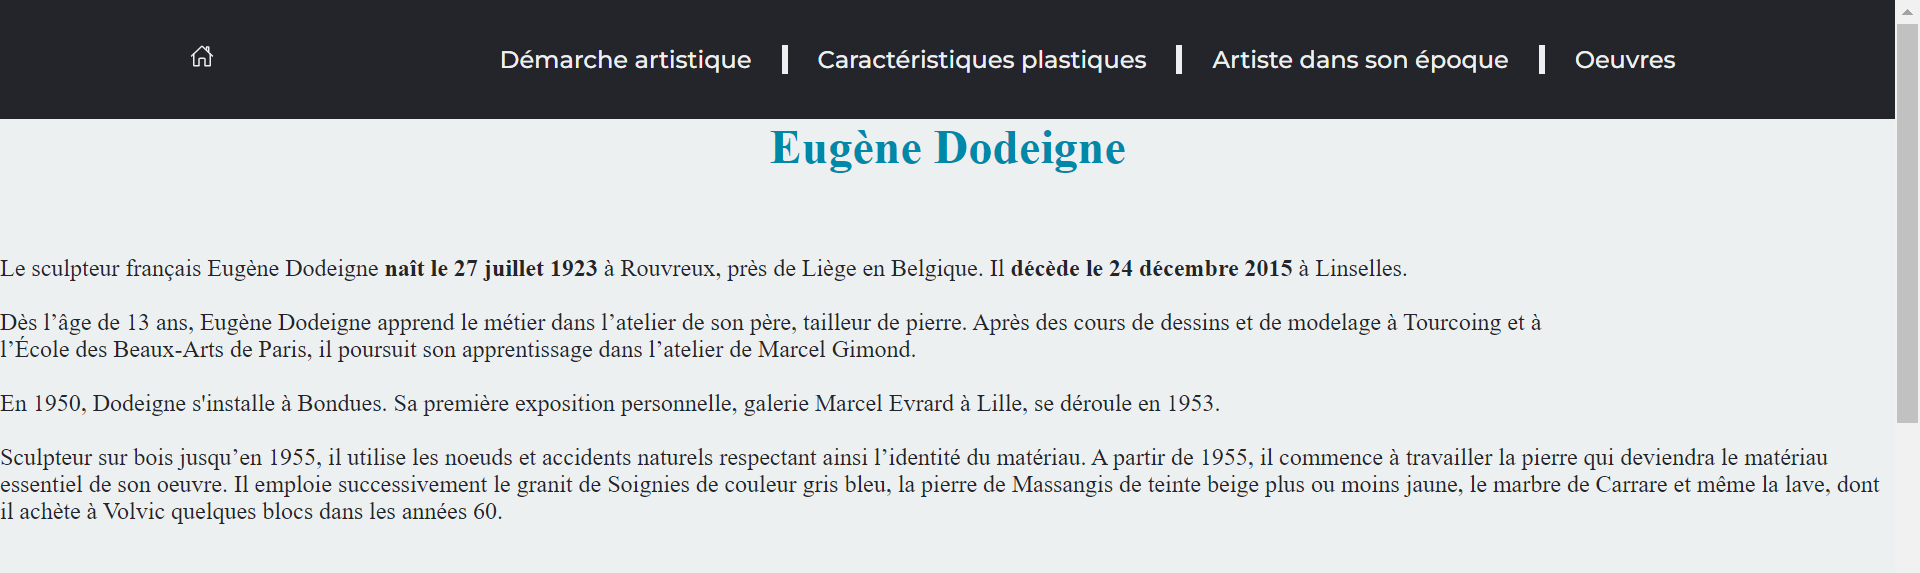 Démarche artistique
Caractéristiques plastiques
Artiste dans son époque
Oeuvres
Eugène Dodeigne
Le sculpteur français Eugène Dodeigne naît le 27 juillet 1923 à Rouvreux, près de Liège en Belgique. Il décède le 24 décembre 2015 à Linselles.
Dès l’âge de 13 ans, Eugène Dodeigne apprend le métier dans l’atelier de son père, tailleur de pierre. Après des cours de dessins et de modelage à Tourcoing et à
l’École des Beaux-Arts de Paris, il poursuit son apprentissage dans l’atelier de Marcel Gimond.
En 1950, Dodeigne s'installe à Bondues. Sa première exposition personnelle, galerie Marcel Evrard à Lille, se déroule en 1953.
Sculpteur sur bois jusqu’en 1955, il utilise les noeuds et accidents naturels respectant ainsi l’identité du matériau. A partir de 1955, il commence à travailler la pierre qui deviendra le matériau
essentiel de son oeuvre. Il emploie successivement le granit de Soignies de couleur gris bleu, la pierre de Massangis de teinte beige plus ou moins jaune, le marbre de Carrare et même la lave, dont
il achète à Volvic quelques blocs dans les années 60.